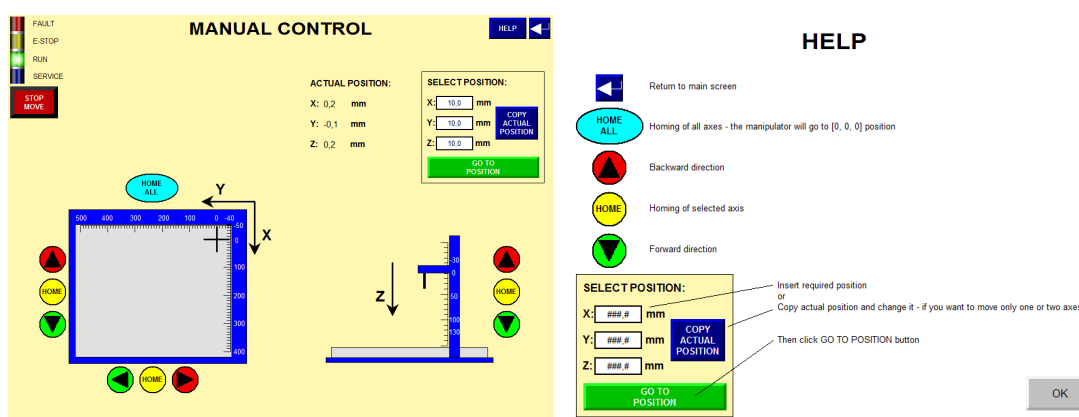 FAULT
E-STOP
RUN
SERVICE
STOP
MOVE
MANUAL CONTROL
HELP
ACTUAL POSITION:
X: 0,2 mm
Y: -0,1 mm
Z: 0,2 mm
SELECT POSITION:
X: 10,0 mm
Y: 10,0 mm
Z: 10,0 mm
COPY
ACTUAL
POSITION
GO TO
POSITION
HOME
ALL
Y
X
500 400 300 200 100 0 -40
-50
0
100
200
300
400
HOME
HOME
Z
-30
0
50
100
130
HOME
HELP
Return to main screen
HOME
ALL
Homing of all axes - the manipulator will go to [0, 0, 0] position
Backward direction
HOME
Homing of selected axis
Forward direction
SELECT POSITION:
X: ###,# mm
Y: ###,# mm
Z: ###,# mm
COPY
ACTUAL
POSITION
GO TO
POSITION
Insert required position
or
Copy actual position and change it - if you want to move only one or two axes
Then click GO TO POSITION button
OK